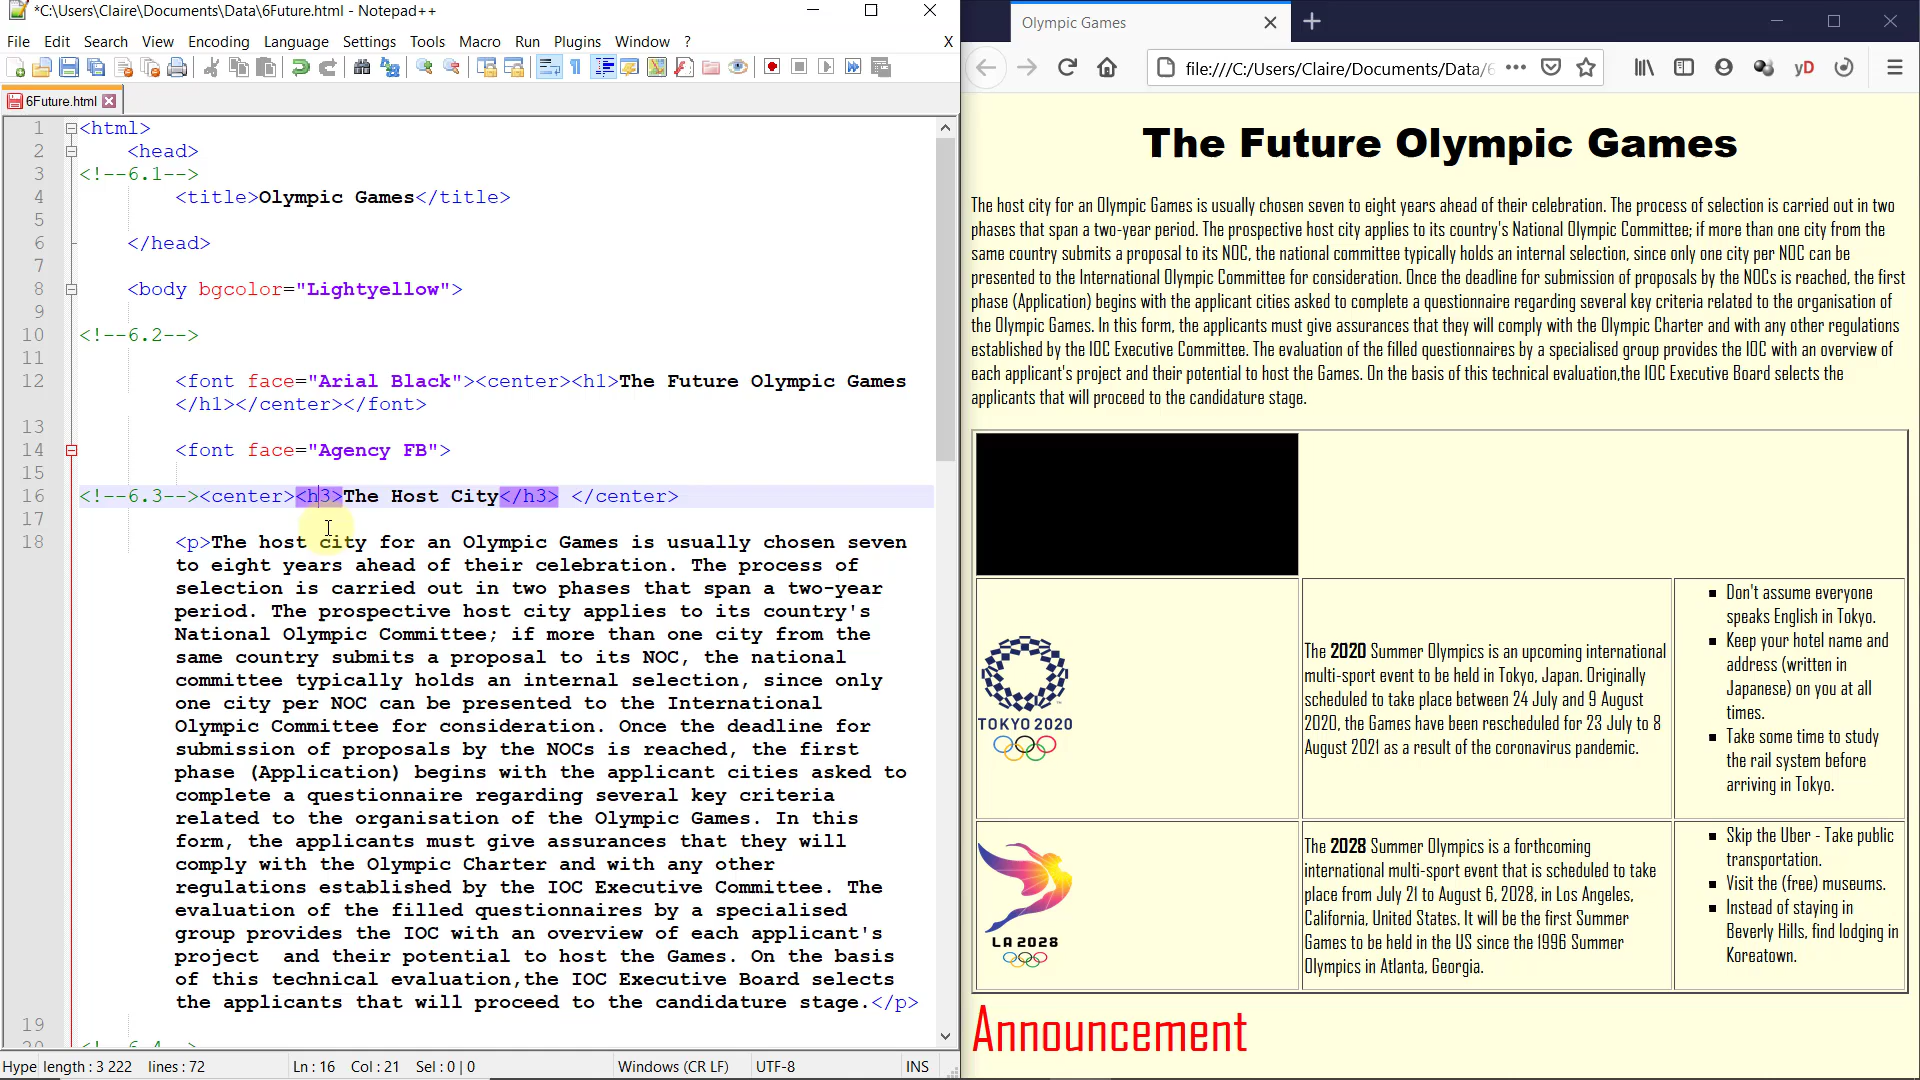 *C:\Users\Claire\Documents\Data\6Future.html - Notepad++
File Edit Search View Encoding Language Settings Tools Macro Run Plugins Window ? X
6Future.html
1 <html>
2 <head>
3 <!--6.1-->
4 <title>Olympic Games</title>
5
6 </head>
7
8 <body bgcolor="Lightyellow">
9
10 <!--6.2-->
11
12 <font face="Arial Black"><center><h1>The Future Olympic Games
</h1></center></font>
13
14 <font face="Agency FB">
15
16 <!--6.3--><center><h3>The Host City</h3> </center>
17
18 <p>The host city for an Olympic Games is usually chosen seven
to eight years ahead of their celebration. The process of
selection is carried out in two phases that span a two-year
period. The prospective host city applies to its country's
National Olympic Committee; if more than one city from the
same country submits a proposal to its NOC, the national
committee typically holds an internal selection, since only
one city per NOC can be presented to the International
Olympic Committee for consideration. Once the deadline for
submission of proposals by the NOCs is reached, the first
phase (Application) begins with the applicant cities asked to
complete a questionnaire regarding several key criteria
related to the organisation of the Olympic Games. In this
form, the applicants must give assurances that they will
comply with the Olympic Charter and with any other
regulations established by the IOC Executive Committee. The
evaluation of the filled questionnaires by a specialised
group provides the IOC with an overview of each applicant's
project  and their potential to host the Games. On the basis
of this technical evaluation,the IOC Executive Board selects
the applicants that will proceed to the candidature stage.</p>
19
Hype length : 3 222 lines : 72 Ln : 16 Col : 21 Sel : 0 | 0 Windows (CR LF) UTF-8 INS
Olympic Games
file:///C:/Users/Claire/Documents/Data/6
yD
The Future Olympic Games
The host city for an Olympic Games is usually chosen seven to eight years ahead of their celebration. The process of selection is carried out in two
phases that span a two-year period. The prospective host city applies to its country's National Olympic Committee; if more than one city from the
same country submits a proposal to its NOC, the national committee typically holds an internal selection, since only one city per NOC can be
presented to the International Olympic Committee for consideration. Once the deadline for submission of proposals by the NOCs is reached, the first
phase (Application) begins with the applicant cities asked to complete a questionnaire regarding several key criteria related to the organisation of
the Olympic Games. In this form, the applicants must give assurances that they will comply with the Olympic Charter and with any other regulations
established by the IOC Executive Committee. The evaluation of the filled questionnaires by a specialised group provides the IOC with an overview of
each applicant's project and their potential to host the Games. On the basis of this technical evaluation,the IOC Executive Board selects the
applicants that will proceed to the candidature stage.
TOKYO 2020
The 2020 Summer Olympics is an upcoming international
multi-sport event to be held in Tokyo, Japan. Originally
scheduled to take place between 24 July and 9 August
2020, the Games have been rescheduled for 23 July to 8
August 2021 as a result of the coronavirus pandemic.
Don't assume everyone
speaks English in Tokyo.
Keep your hotel name and
address (written in
Japanese) on you at all
times.
Take some time to study
the rail system before
arriving in Tokyo.
LA 2028
The 2028 Summer Olympics is a forthcoming
international multi-sport event that is scheduled to take
place from July 21 to August 6, 2028, in Los Angeles,
California, United States. It will be the first Summer
Games to be held in the US since the 1996 Summer
Olympics in Atlanta, Georgia.
Skip the Uber - Take public
transportation.
Visit the (free) museums.
Instead of staying in
Beverly Hills, find lodging in
Koreatown.
Announcement